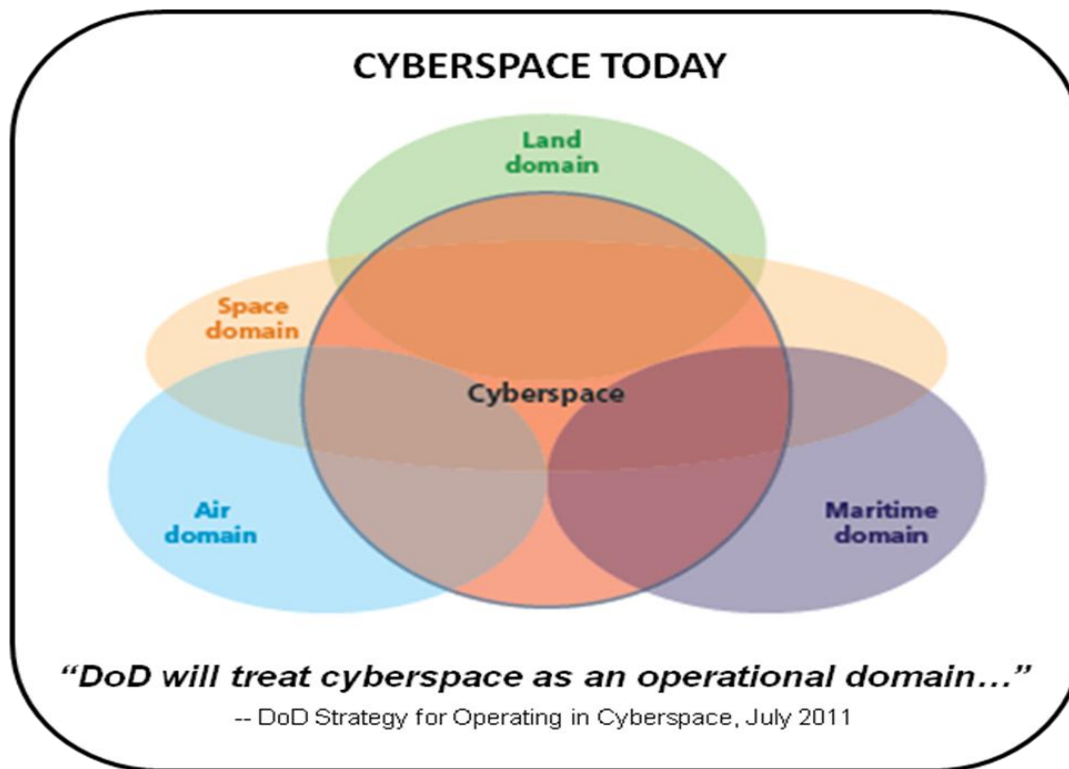 CYBERSPACE TODAY
Land
domain
Space
domain
Cyberspace
Air
domain
Maritime
domain
“DoD will treat cyberspace as an operational domain…”
-- DoD Strategy for Operating in Cyberspace, July 2011